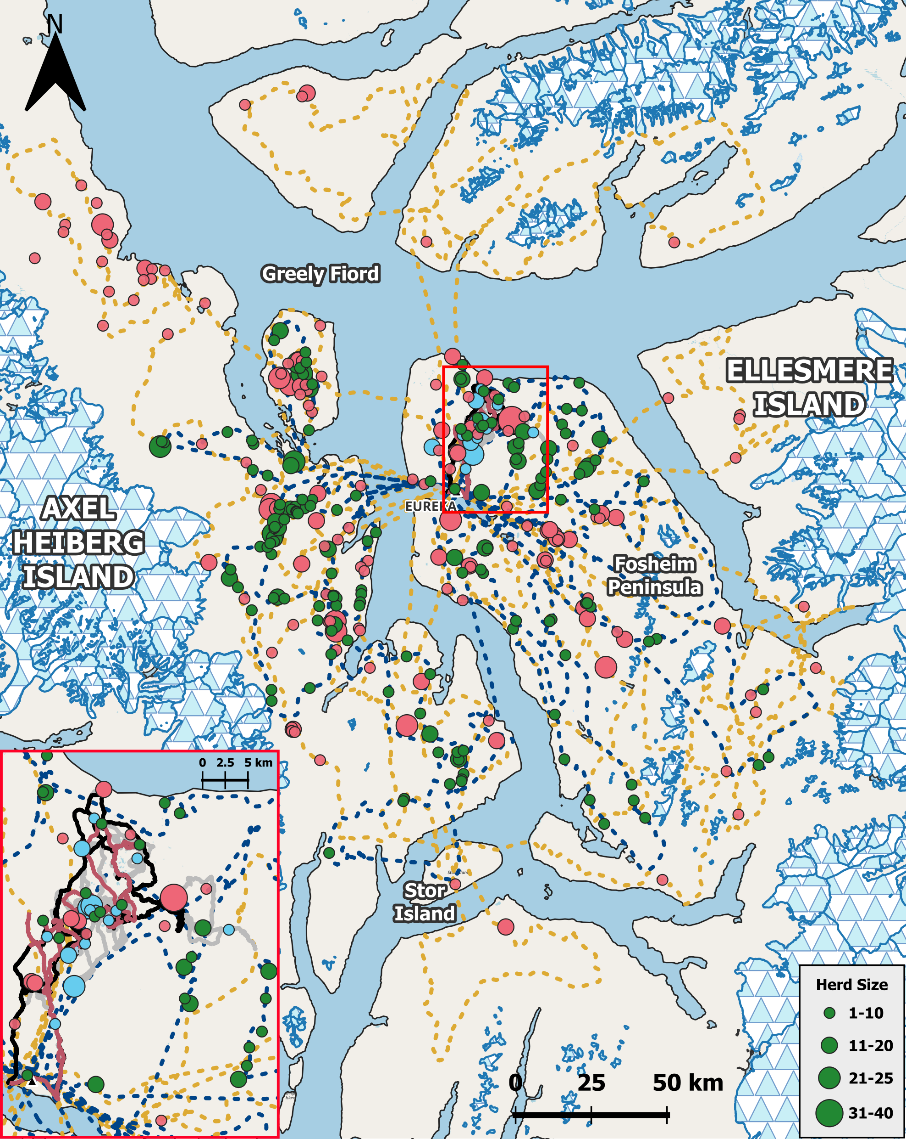 N
Greely Fiord
ELLESMERE
ISLAND
EUREKA
AXEL
HEIBERG
ISLAND
Fosheim
Peninsula
0 2.5 5 km
Stor
Island
Herd Size
1-10
11-20
21-25
31-40
0 25 50 km